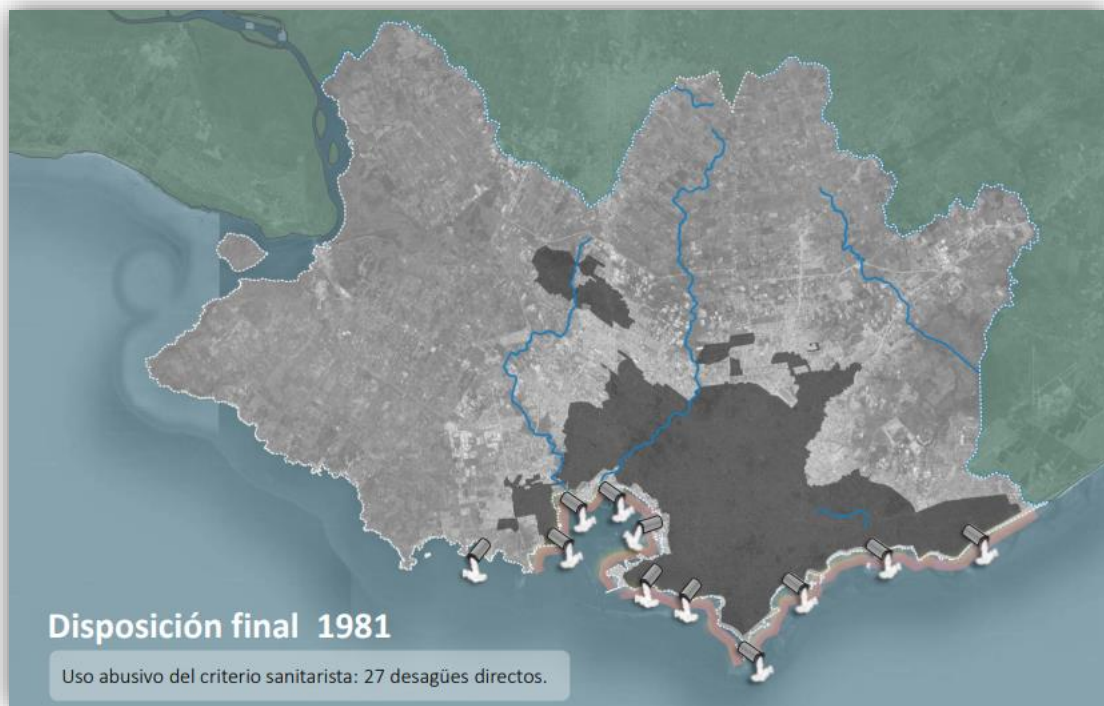 Disposición final 1981
Uso abusivo del criterio sanitarista: 27 desagües directos.